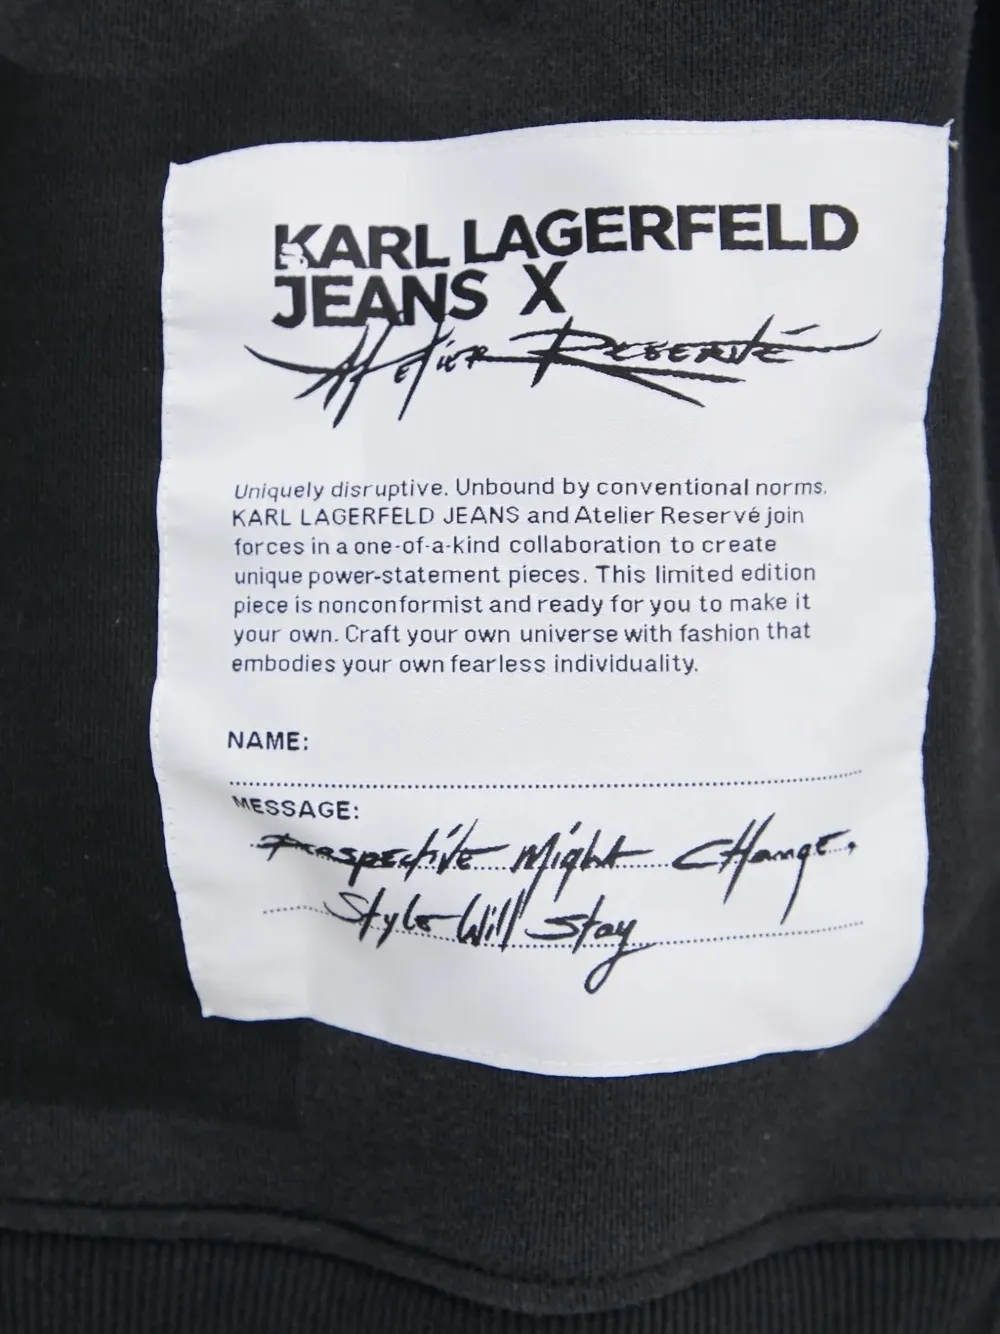 KARL LAGERFELD
JEANS X
Atelier Reservé
Uniquely disruptive. Unbound by conventional norms.
KARL LAGERFELD JEANS and Atelier Reservé join
forces in a one-of-a-kind collaboration to create
unique power-statement pieces. This limited edition
piece is nonconformist and ready for you to make it
your own. Craft your own universe with fashion that
embodies your own fearless individuality.
NAME:
MESSAGE:
Perspective Might CHange.
Style Will Stay